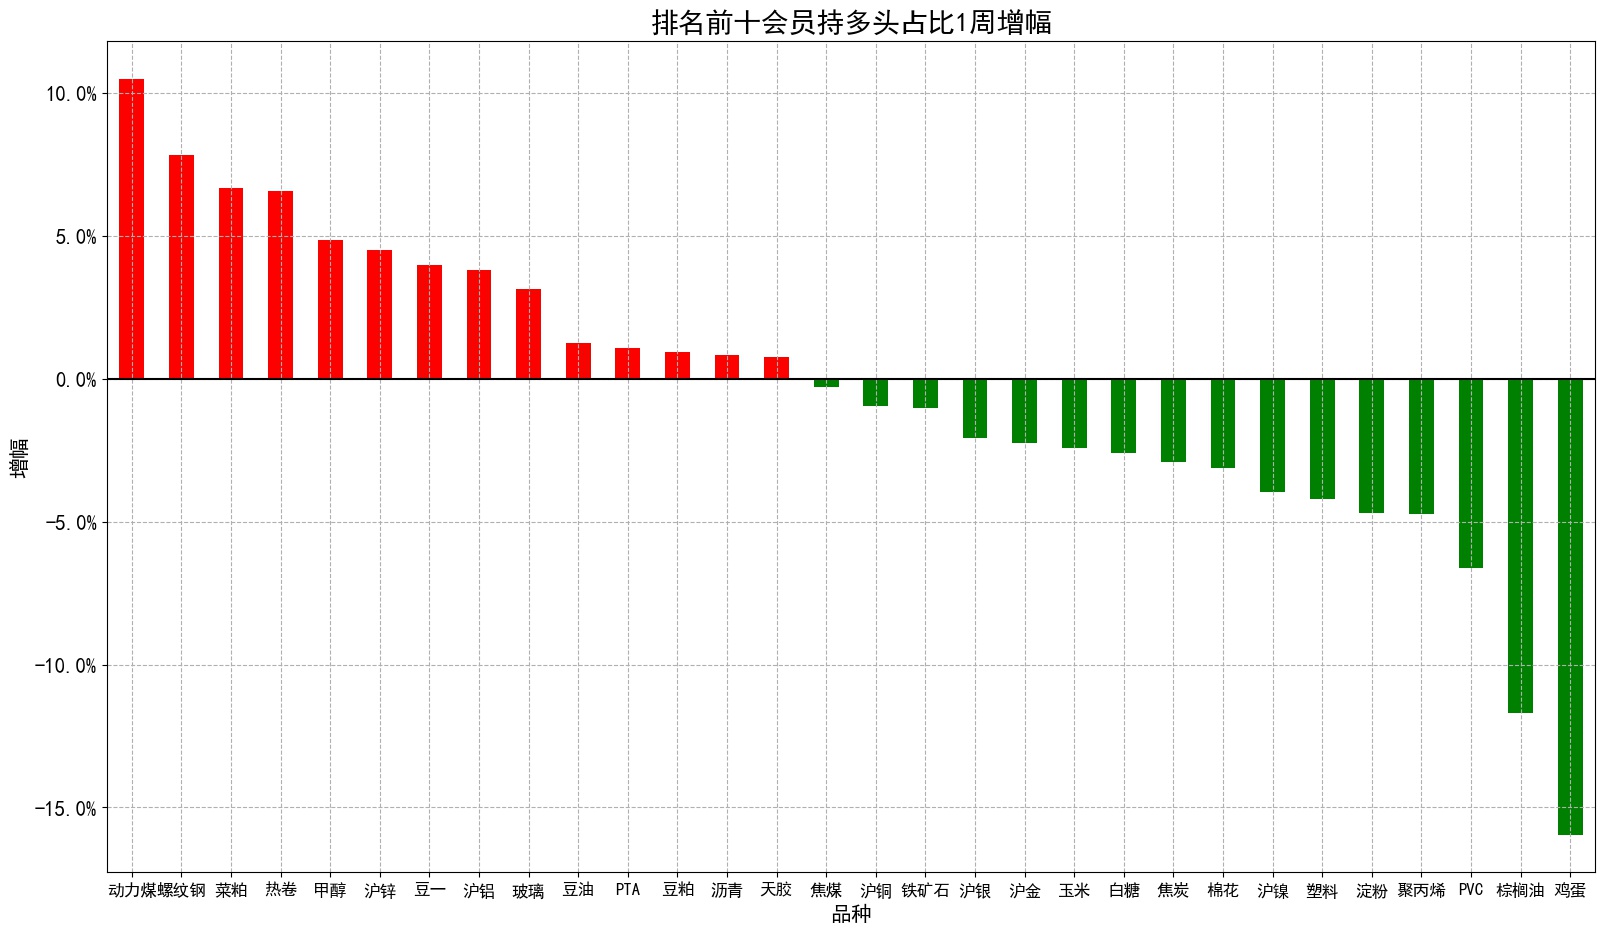 排名前十会员持多头占比1周增幅
10.0%
5.0%
0.0%
−5.0%
−10.0%
−15.0%
增幅
动力煤 螺纹钢 菜粕 热卷 甲醇 沪锌 豆一 沪铝 玻璃 豆油 PTA 豆粕 沥青 天胶 焦煤 沪铜 铁矿石 沪银 沪金 玉米 白糖 焦炭 棉花 沪镍 塑料 淀粉 聚丙烯 PVC 棕榈油 鸡蛋
品种